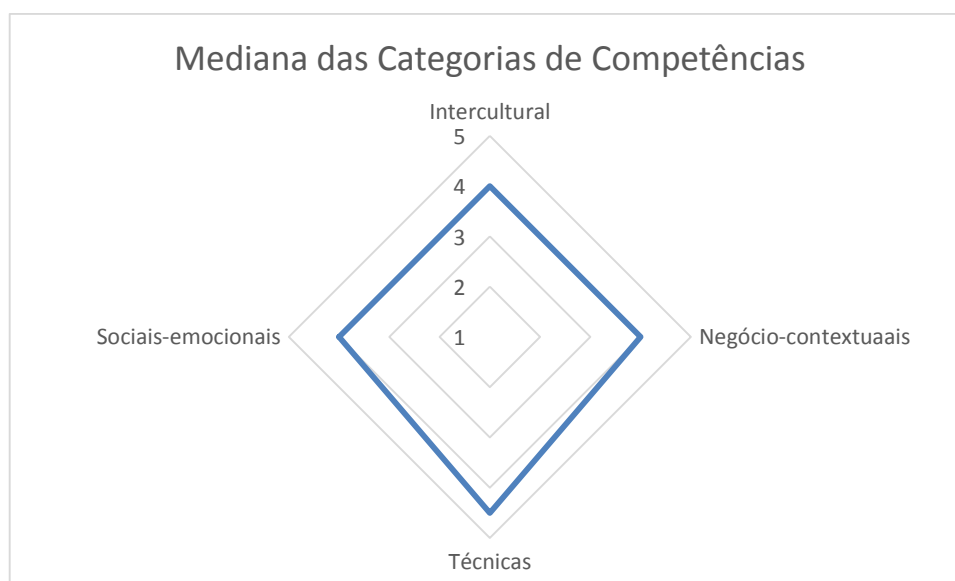 Mediana das Categorias de Competências
Intercultural
5
4
3
2
1
Sociais-emocionais
Negócio-contextuaais
Técnicas